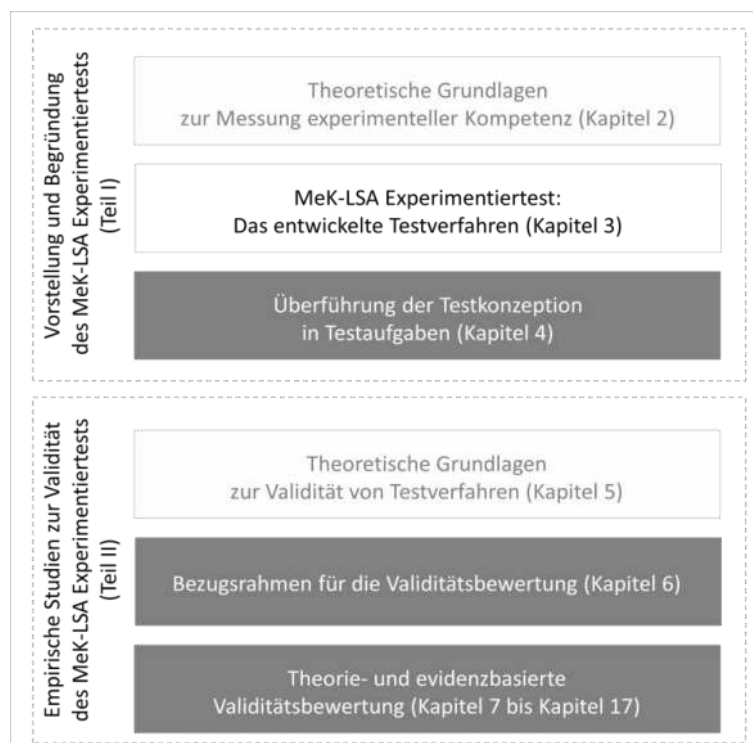 Vorstellung und Begründung
des MeK-LSA Experimentiertests
(Teil I)
Theoretische Grundlagen
zur Messung experimenteller Kompetenz (Kapitel 2)
MeK-LSA Experimentiertest:
Das entwickelte Testverfahren (Kapitel 3)
Überführung der Testkonzeption
in Testaufgaben (Kapitel 4)
Empirische Studien zur Validität
des MeK-LSA Experimentiertests
(Teil II)
Theoretische Grundlagen
zur Validität von Testverfahren (Kapitel 5)
Bezugsrahmen für die Validitätsbewertung (Kapitel 6)
Theorie- und evidenzbasierte
Validitätsbewertung (Kapitel 7 bis Kapitel 17)